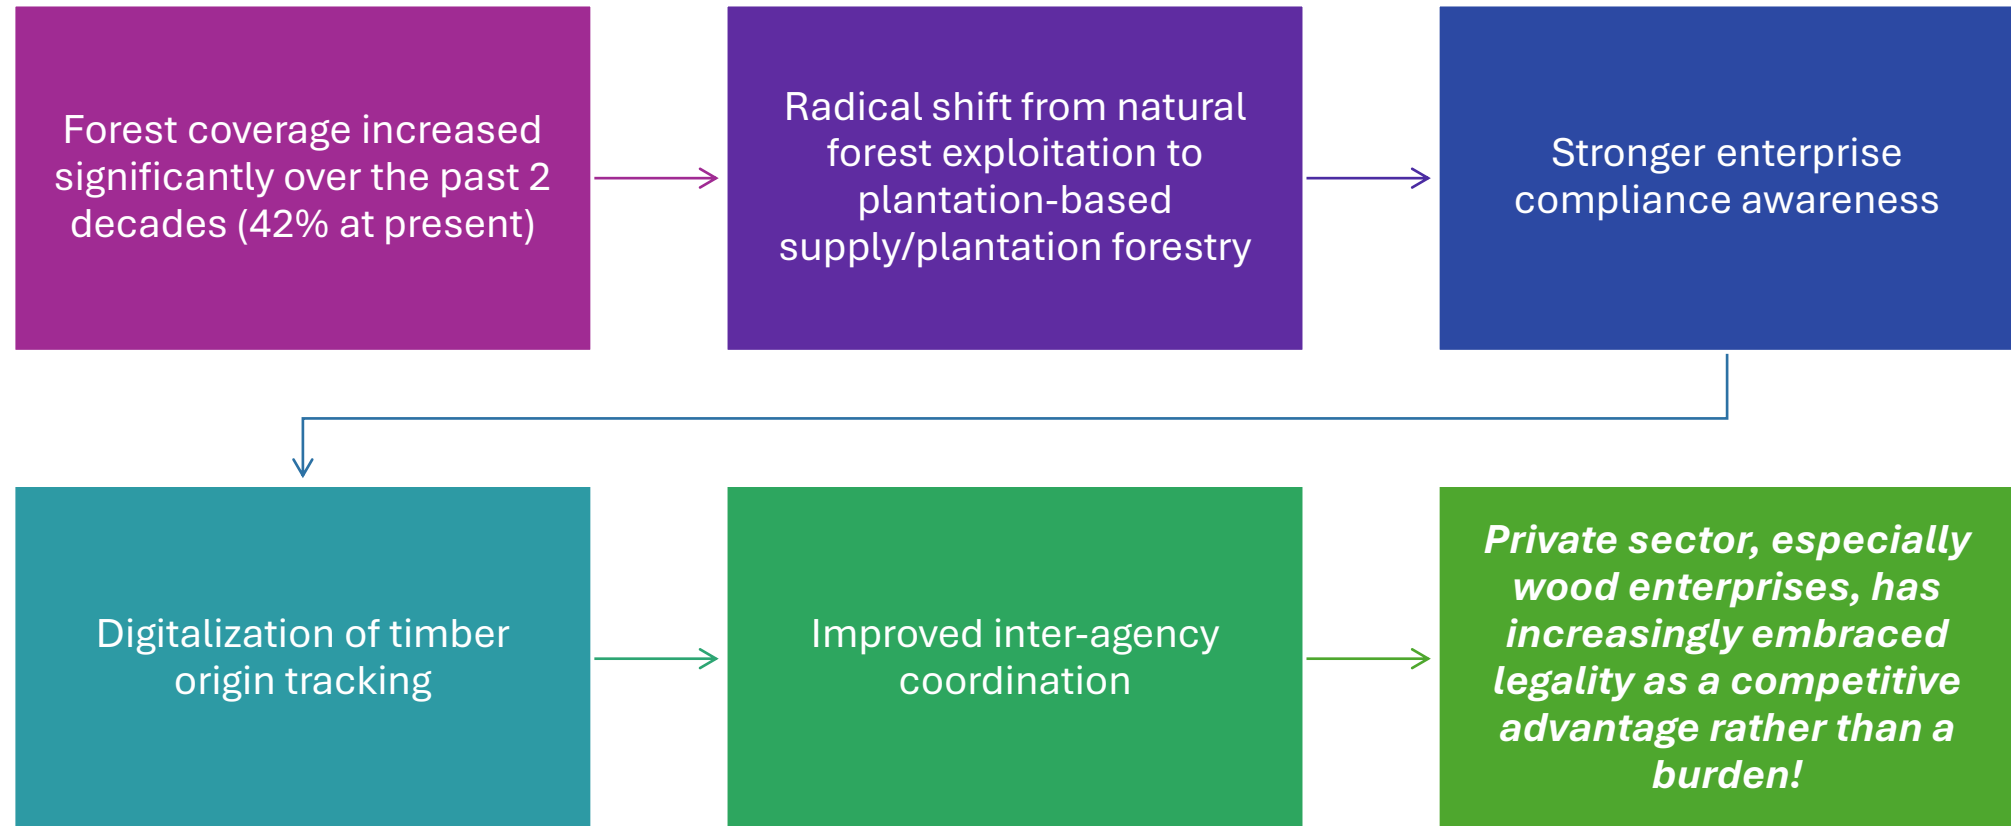 Forest coverage increased
significantly over the past 2
decades (42% at present)
Radical shift from natural
forest exploitation to
plantation-based
supply/plantation forestry
Stronger enterprise
compliance awareness
Digitalization of timber
origin tracking
Improved inter-agency
coordination
Private sector, especially
wood enterprises, has
increasingly embraced
legality as a competitive
advantage rather than a
burden!